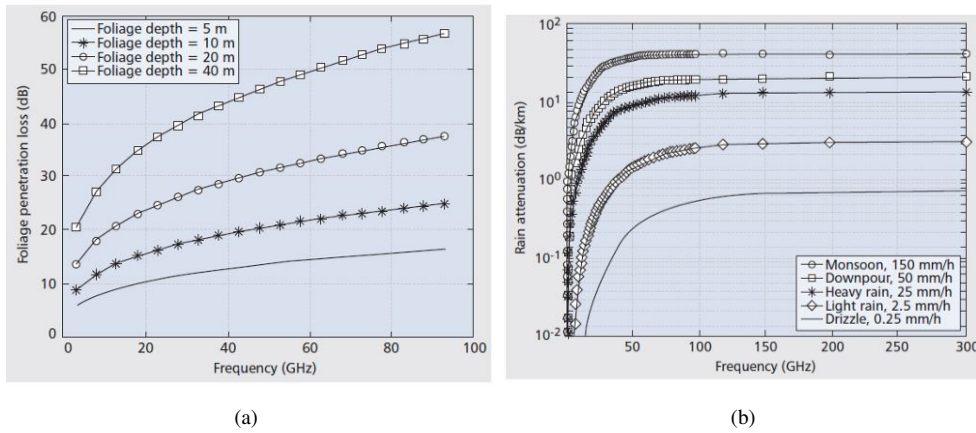 Foliage penetration loss (dB)
60
50
40
30
20
10
0
Foliage depth = 5 m
Foliage depth = 10 m
Foliage depth = 20 m
Foliage depth = 40 m
0 20 40 60 80 100
Frequency (GHz)
(a)
Rain attenuation (dB/km)
10²
10¹
10⁰
10⁻¹
10⁻²
Monsoon, 150 mm/h
Downpour, 50 mm/h
Heavy rain, 25 mm/h
Light rain, 2.5 mm/h
Drizzle, 0.25 mm/h
50 100 150 200 250 300
Frequency (GHz)
(b)